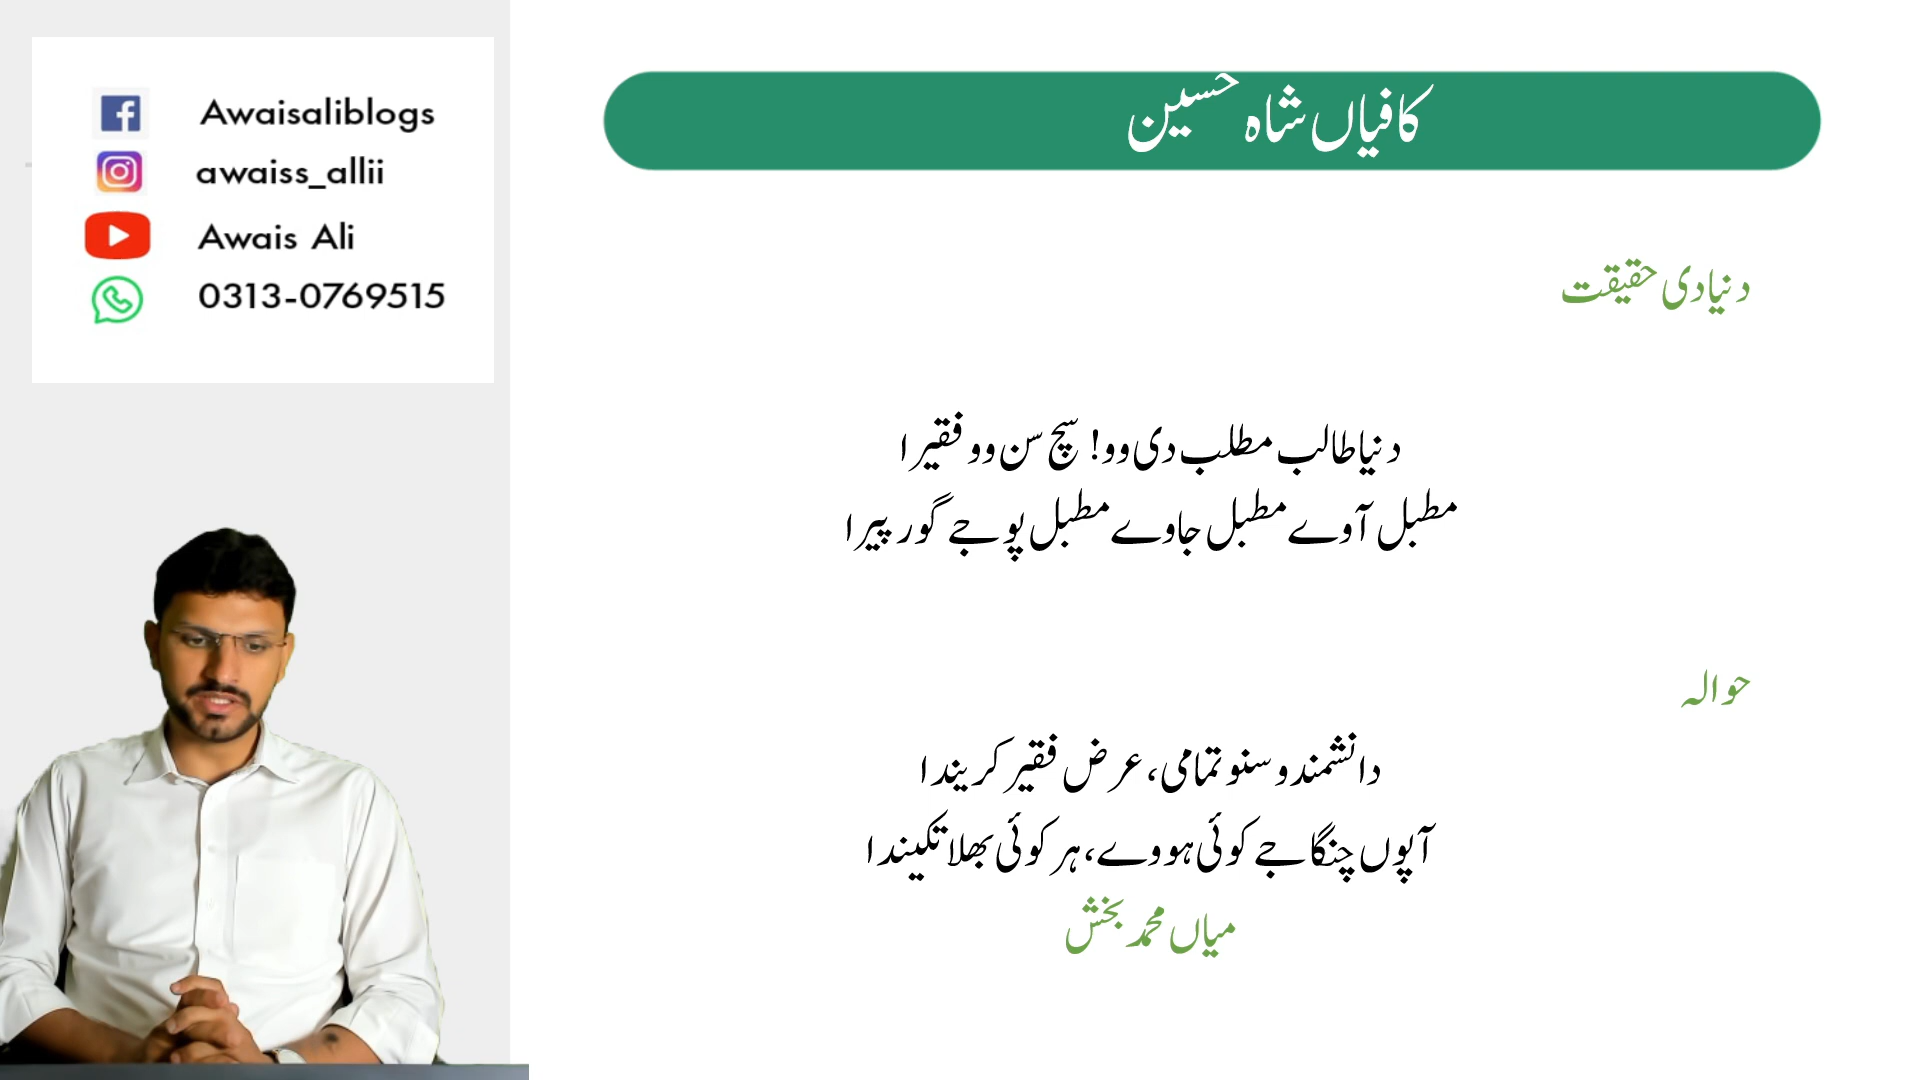 Awaisaliblogs
awaiss_allii
Awais Ali
0313-0769515
کافیاں شاہ حسین
دنیا دی حقیقت
دنیا طالب مطلب دی وو! سچ سن وو فقیرا
مطبل آوے مطبل جاوے مطبل پوجے گور پیرا
حوالہ
دانشمندو سنو تمامی، عرض فقیر کریندا
آپوں چنگا جے کوئی ہووے، ہر کوئی بھلا تکیندا
میاں محمد بخش